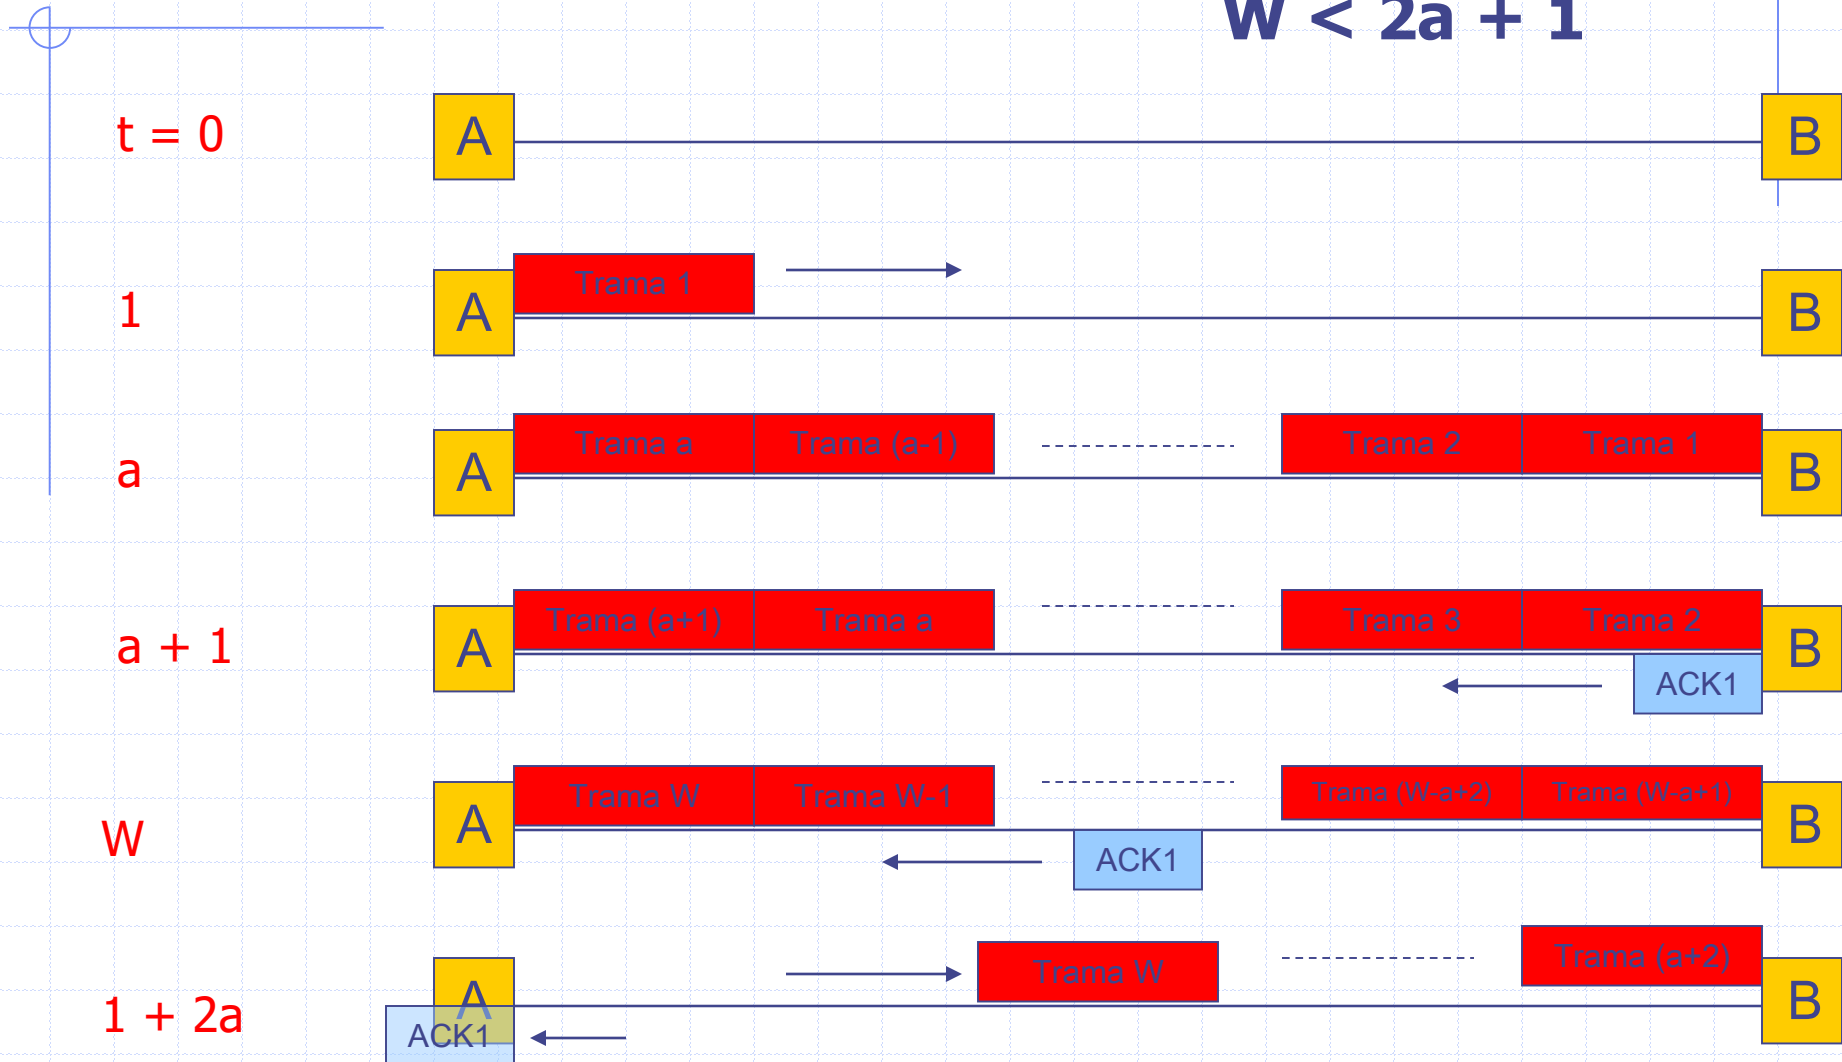 W < 2a + 1
t = 0 A B
1 A Trama 1 B
a A Trama a Trama (a-1) Trama 2 Trama 1 B
a + 1 A Trama (a+1) Trama a Trama 3 Trama 2 B
ACK1
W A Trama W Trama W-1 Trama (W-a+2) Trama (W-a+1) B
ACK1
1 + 2a A Trama W Trama (a+2) B
ACK1